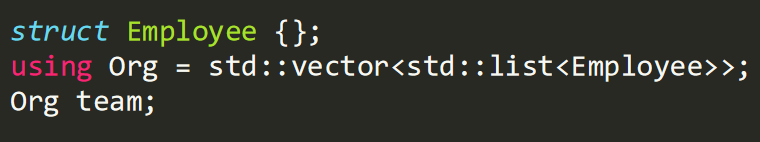 struct Employee {};
using Org = std::vector<std::list<Employee>>;
Org team;